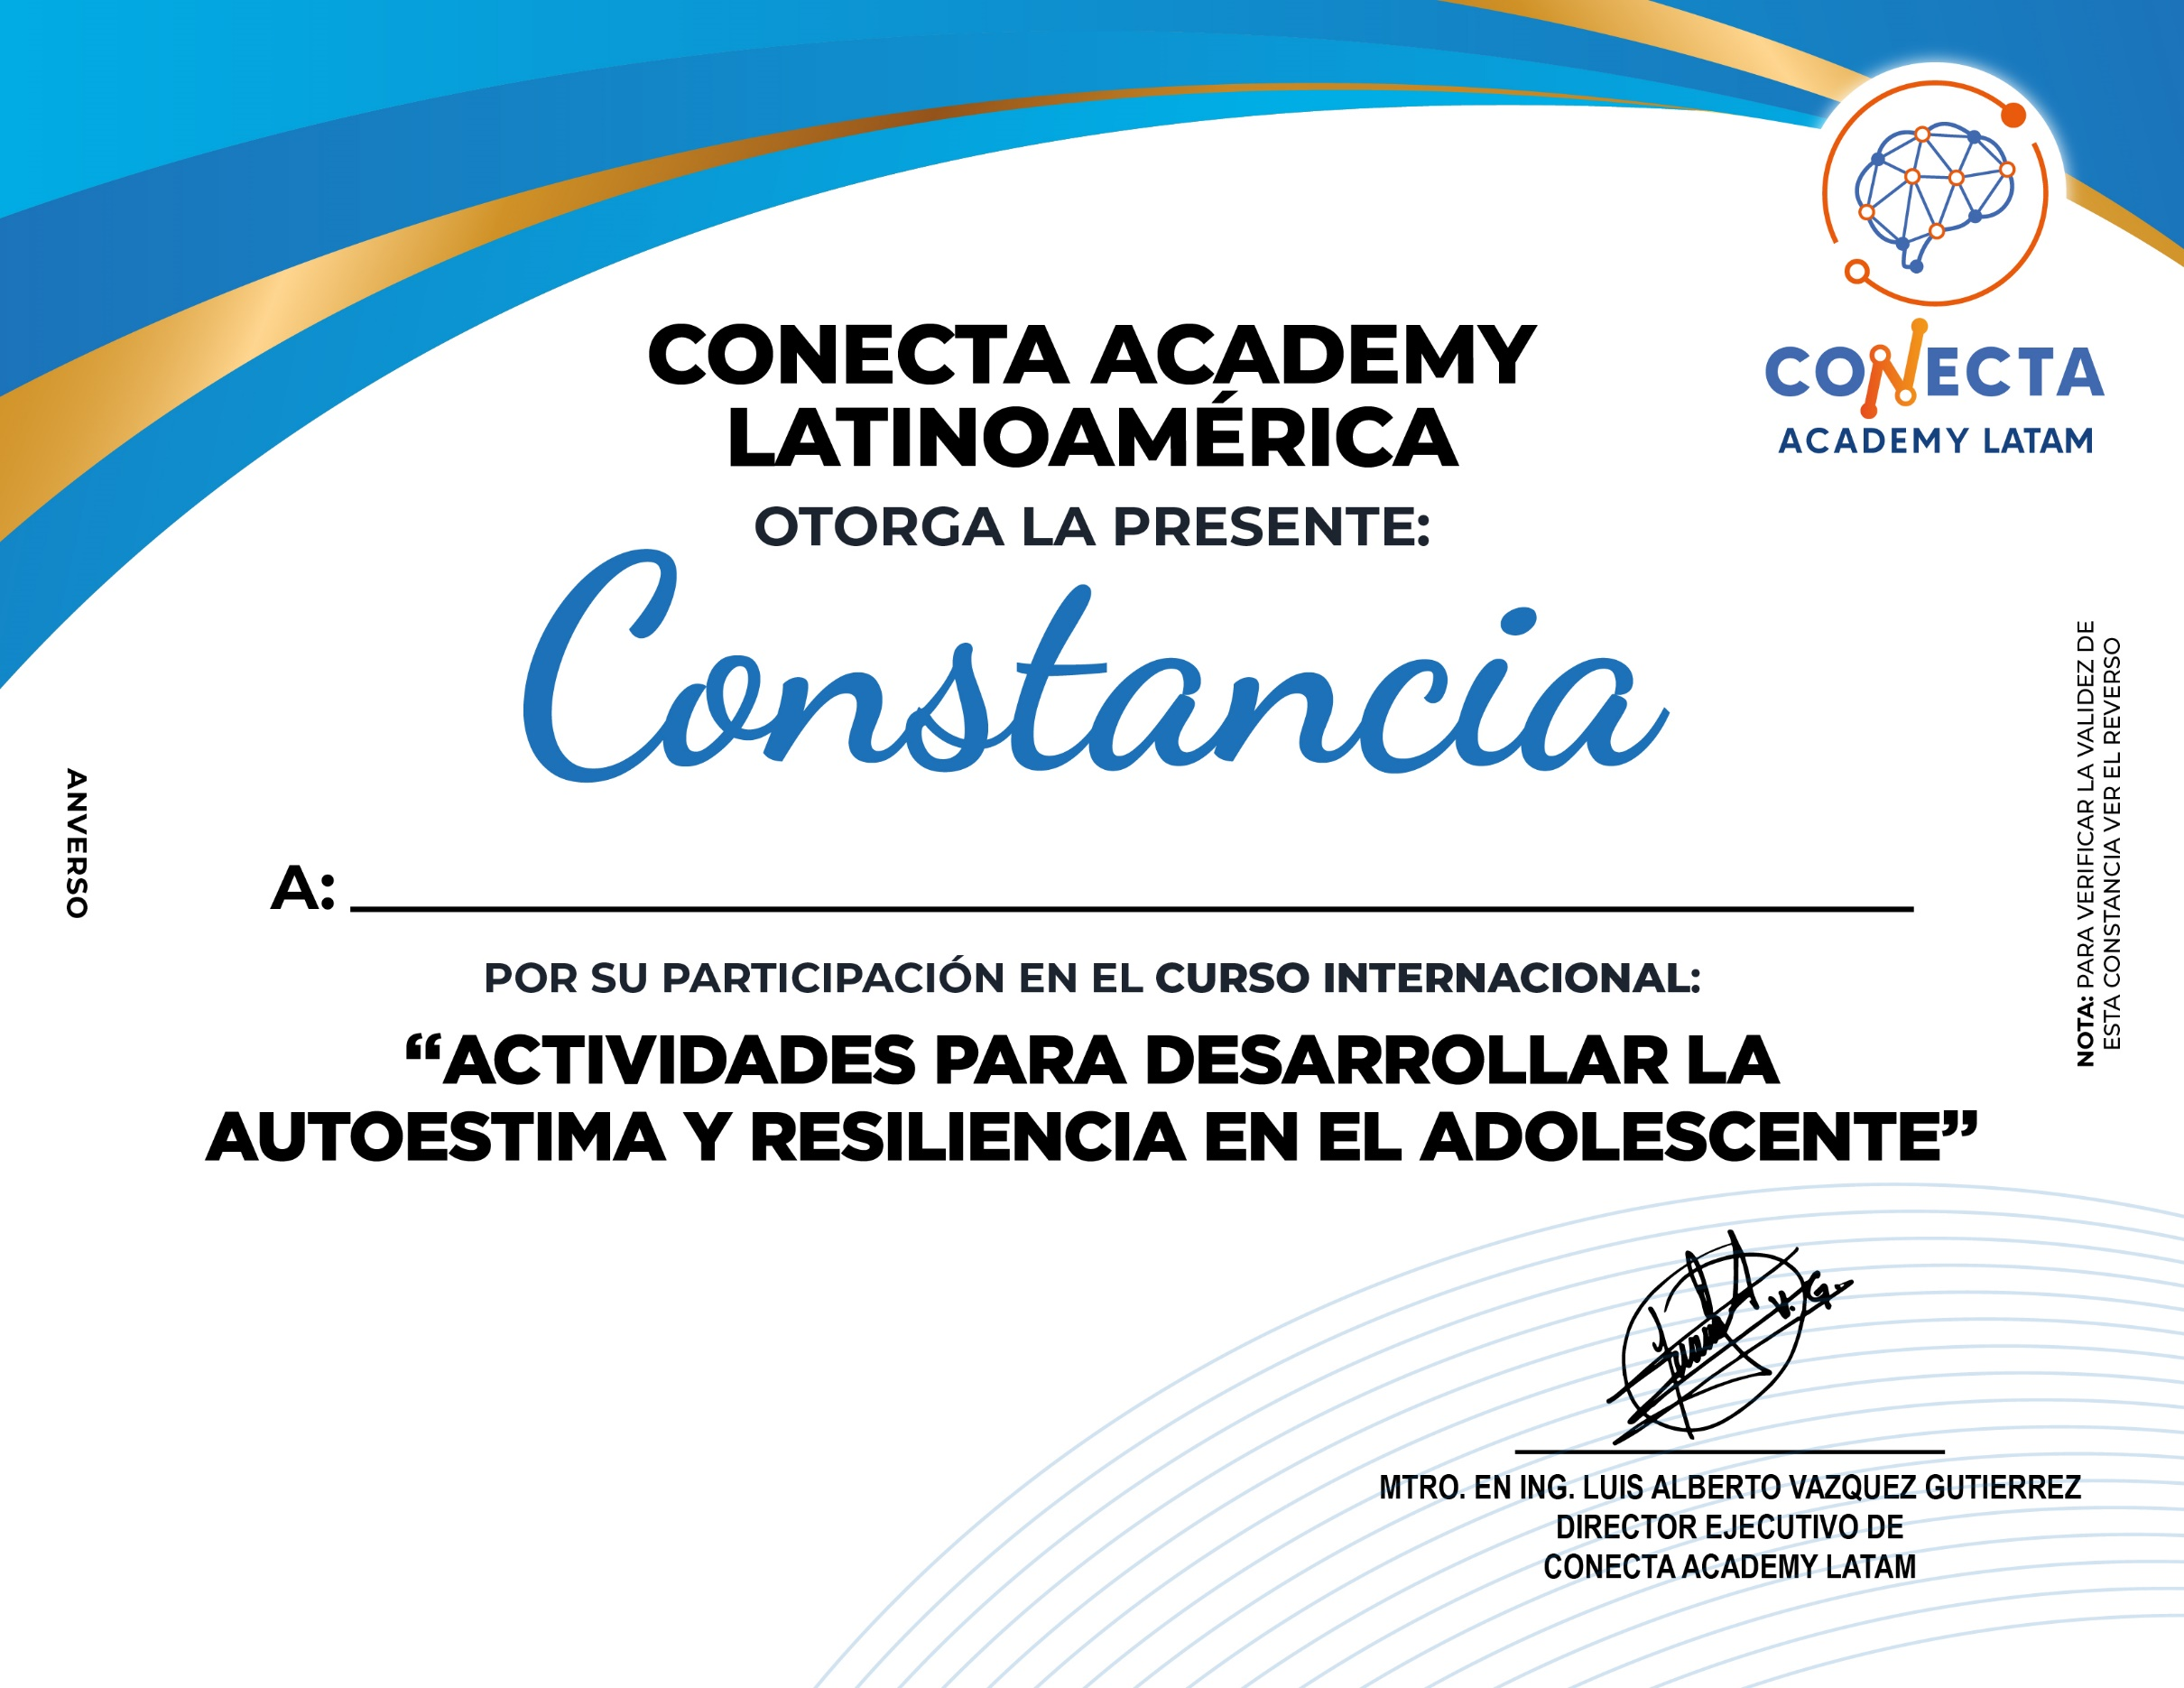 CONECTA
ACADEMY LATAM
CONECTA ACADEMY
LATINOAMÉRICA
OTORGA LA PRESENTE:
Constancia
A:
POR SU PARTICIPACIÓN EN EL CURSO INTERNACIONAL:
“ACTIVIDADES PARA DESARROLLAR LA
AUTOESTIMA Y RESILIENCIA EN EL ADOLESCENTE”
V. G.
MTRO. EN ING. LUIS ALBERTO VAZQUEZ GUTIERREZ
DIRECTOR EJECUTIVO DE
CONECTA ACADEMY LATAM
ANVERSO
NOTA: PARA VERIFICAR LA VALIDEZ DE
ESTA CONSTANCIA VER EL REVERSO